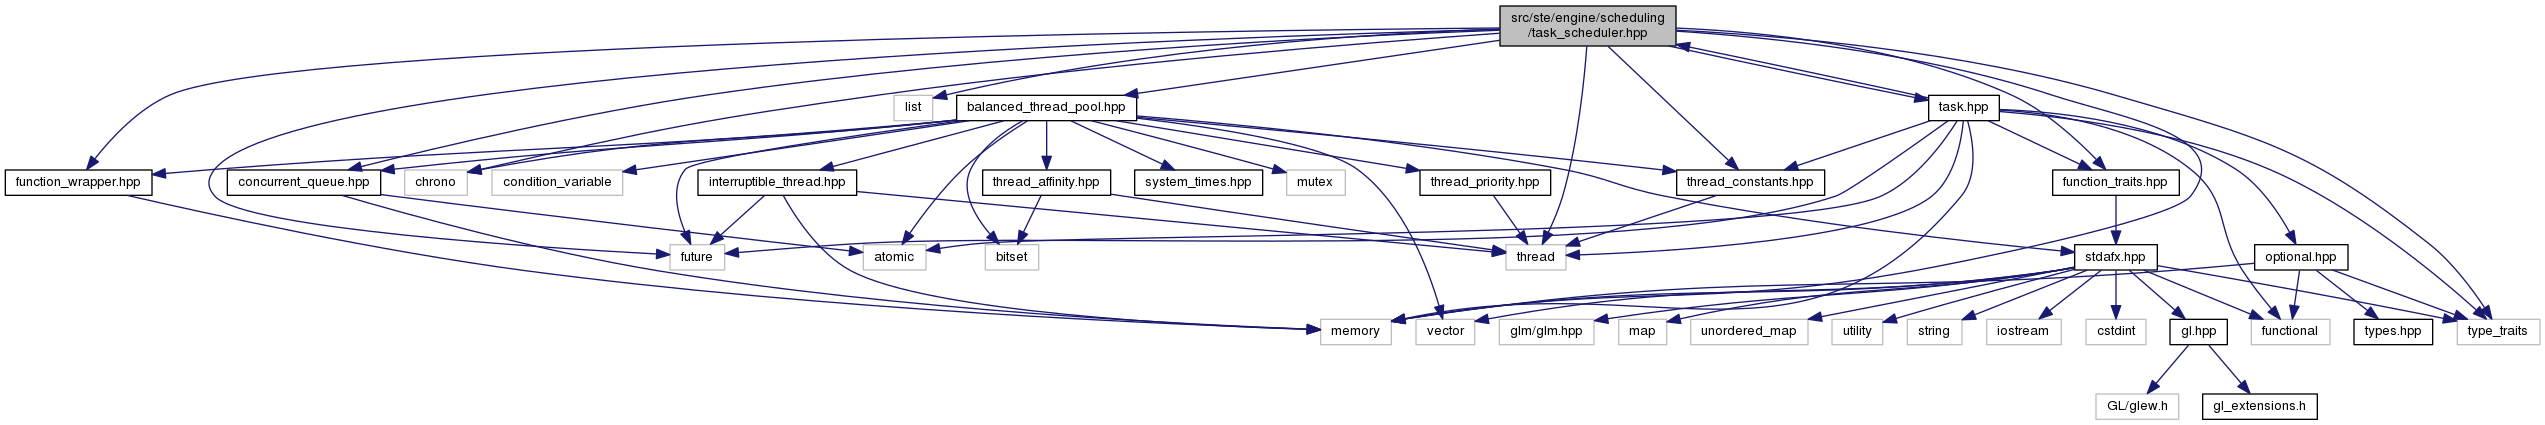 src/ste/engine/scheduling
/task_scheduler.hpp
list
balanced_thread_pool.hpp
task.hpp
function_wrapper.hpp
concurrent_queue.hpp
chrono
condition_variable
interruptible_thread.hpp
thread_affinity.hpp
system_times.hpp
mutex
thread_priority.hpp
thread_constants.hpp
function_traits.hpp
future
atomic
bitset
thread
stdafx.hpp
optional.hpp
memory
vector
glm/glm.hpp
map
unordered_map
utility
string
iostream
cstdint
gl.hpp
functional
types.hpp
type_traits
GL/glew.h
gl_extensions.h